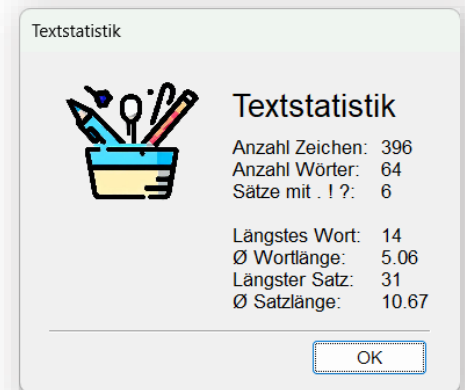 Textstatistik
Textstatistik
Anzahl Zeichen: 396
Anzahl Wörter: 64
Sätze mit . ! ?: 6
Längstes Wort: 14
Ø Wortlänge: 5.06
Längster Satz: 31
Ø Satzlänge: 10.67
OK